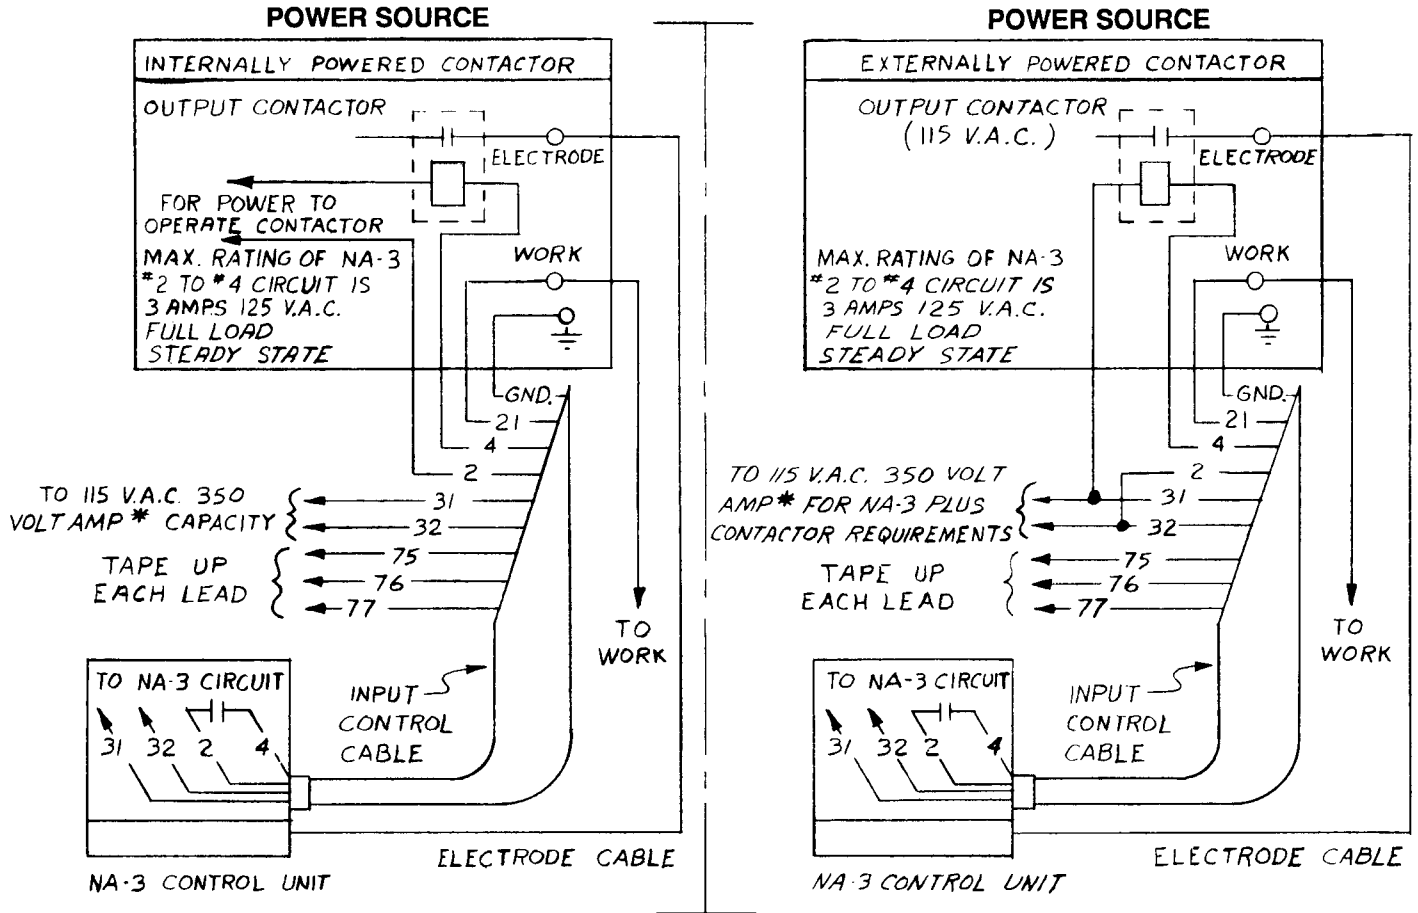 POWER SOURCE
INTERNALLY POWERED CONTACTOR
OUTPUT CONTACTOR
ELECTRODE
FOR POWER TO
OPERATE CONTACTOR
MAX. RATING OF NA-3
#2 TO #4 CIRCUIT IS
3 AMPS 125 V.A.C.
FULL LOAD
STEADY STATE
WORK
GND.
21
4
2
31
32
75
76
77
TO 115 V.A.C. 350
VOLT AMP * CAPACITY
TAPE UP
EACH LEAD
TO
WORK
TO NA-3 CIRCUIT
31 32 2 4
INPUT
CONTROL
CABLE
ELECTRODE CABLE
NA-3 CONTROL UNIT
POWER SOURCE
EXTERNALLY POWERED CONTACTOR
OUTPUT CONTACTOR
(115 V.A.C.)
ELECTRODE
MAX. RATING OF NA-3
#2 TO #4 CIRCUIT IS
3 AMPS 125 V.A.C.
FULL LOAD
STEADY STATE
WORK
GND.
21
4
2
31
32
75
76
77
TO 115 V.A.C. 350 VOLT
AMP * FOR NA-3 PLUS
CONTACTOR REQUIREMENTS
TAPE UP
EACH LEAD
TO
WORK
TO NA-3 CIRCUIT
31 32 2 4
INPUT
CONTROL
CABLE
ELECTRODE CABLE
NA-3 CONTROL UNIT